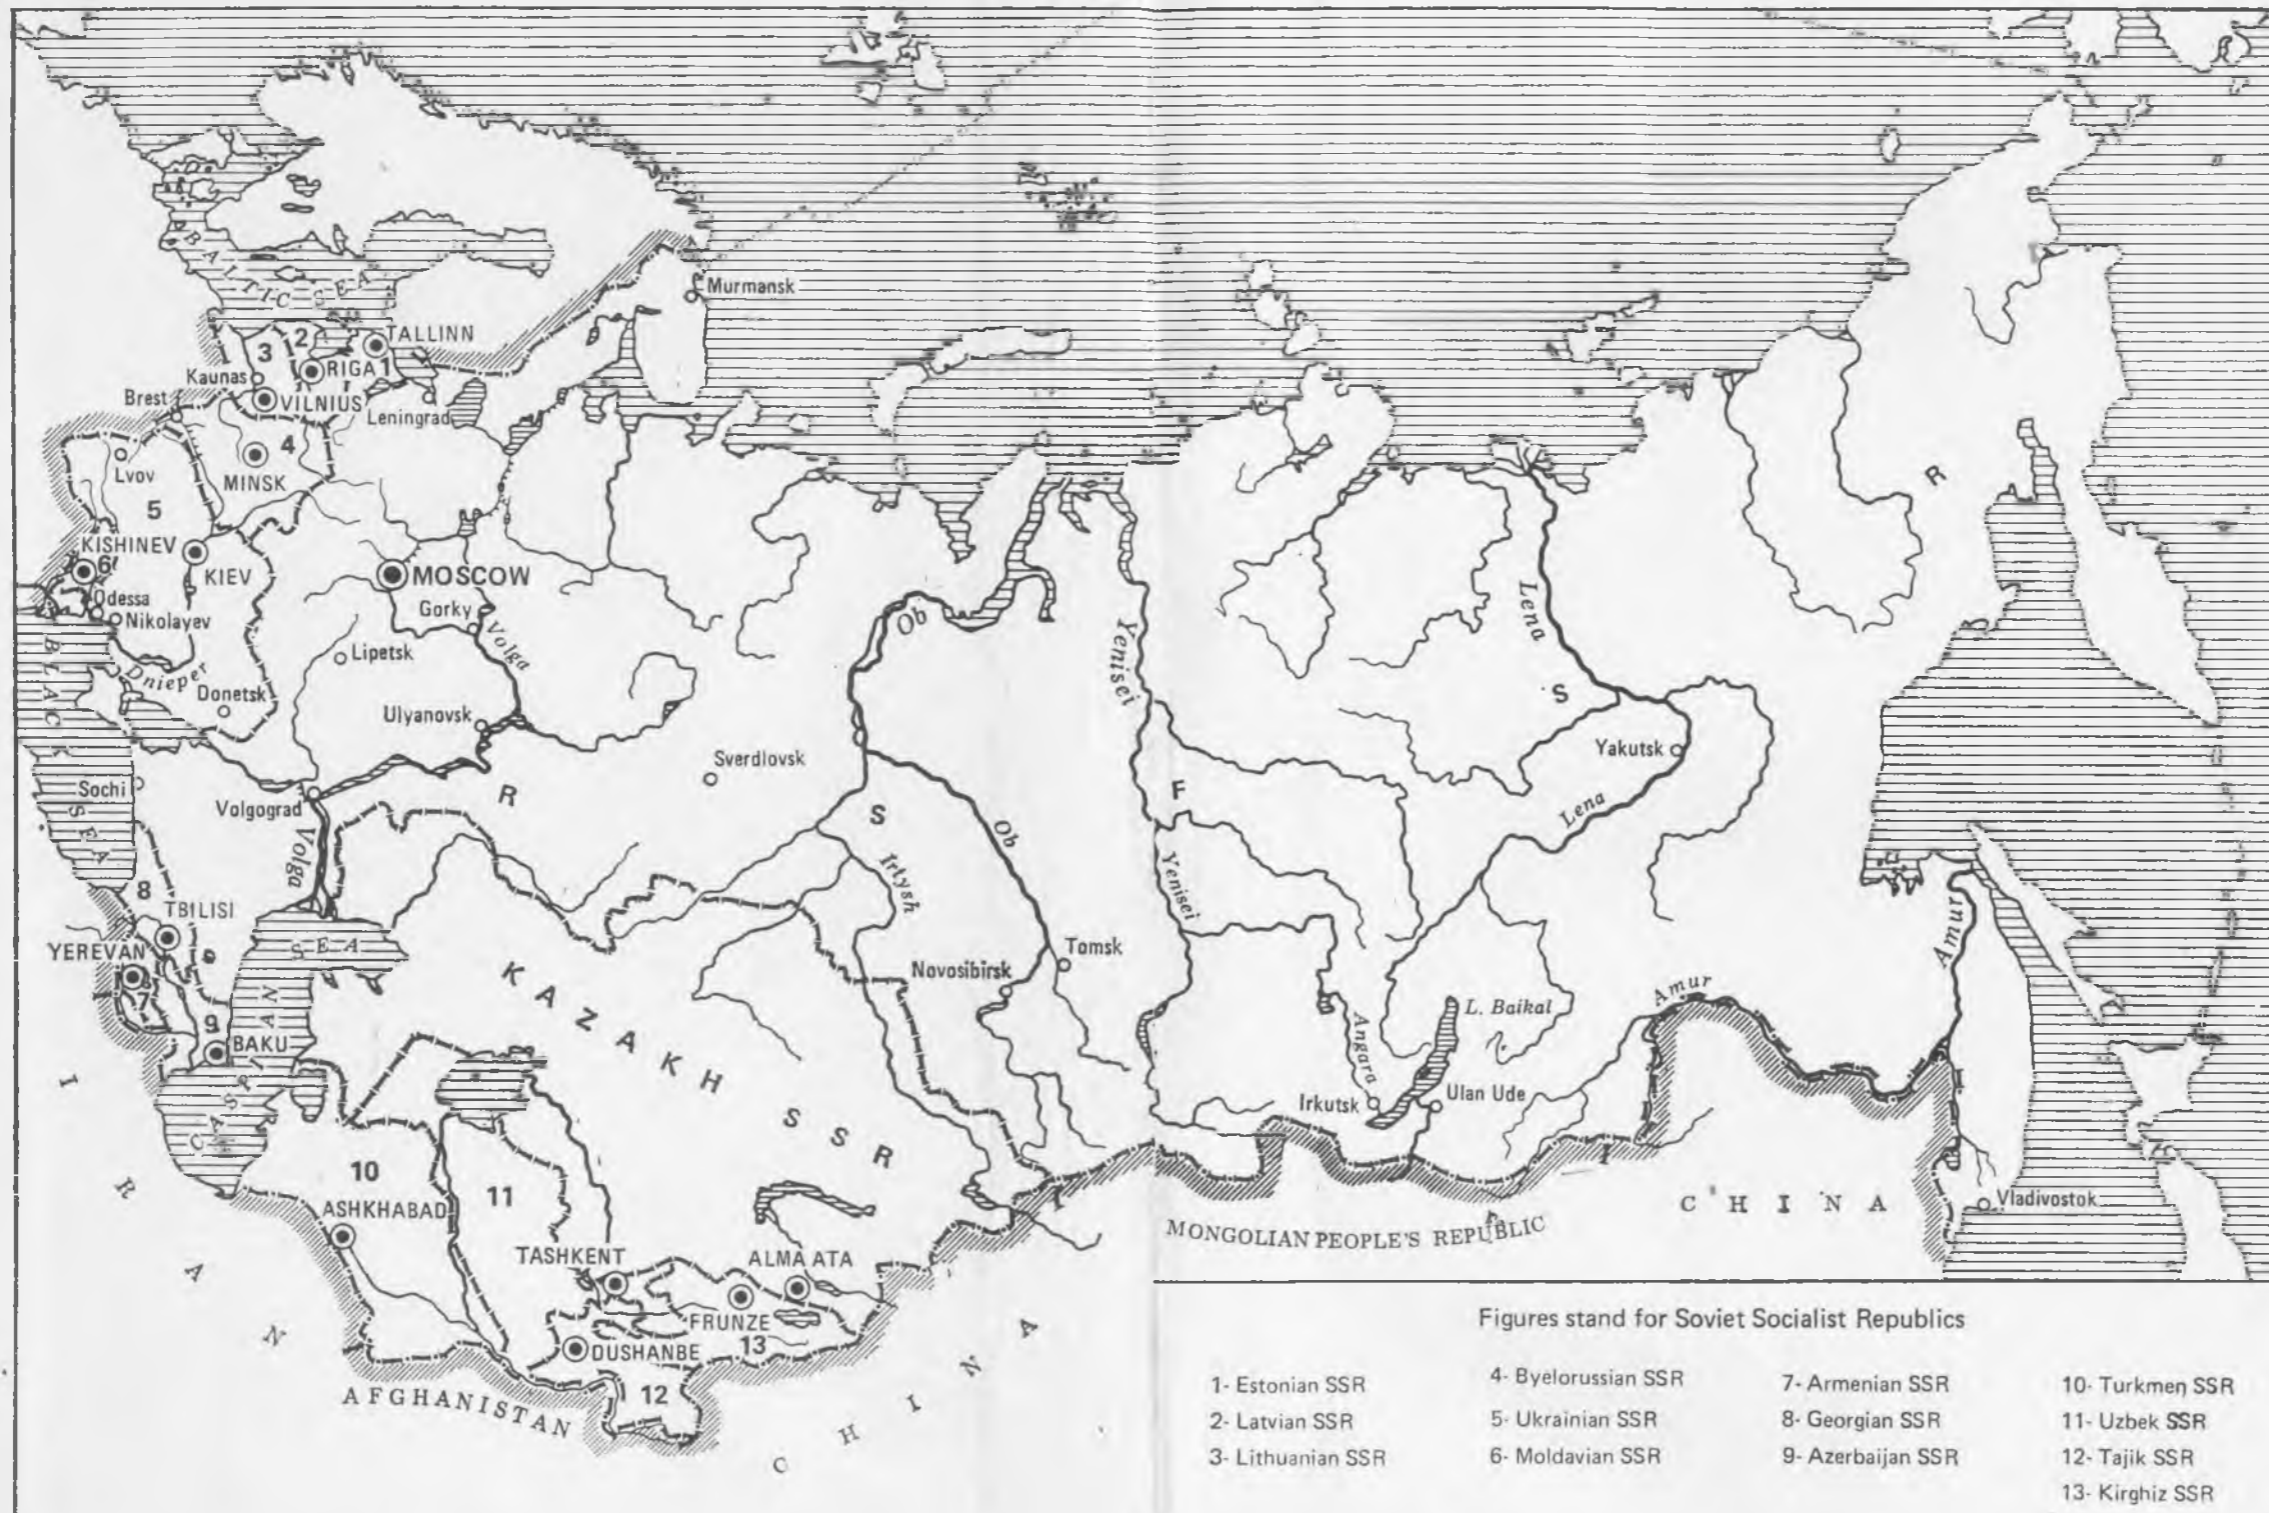 Murmansk
BALTIC SEA
TALLINN
2
3
RIGA 1
Kaunas
VILNIUS
Brest
Leningrad
4
Lvov
MINSK
5
KISHINEV
6
KIEV
MOSCOW
Odessa
Nikolayev
Gorky
Volga
Ob
Yenisei
Lena
R
S
BLACK SEA
Dnieper
Lipetsk
Donetsk
Ulyanovsk
Sverdlovsk
Yakutsk
Sochi
Volgograd
Volga
R
S
F
Ob
Irtysh
Yenisei
Lena
8
TBILISI
YEREVAN
7
9
BAKU
CASPIAN SEA
KAZAKH SSR
Novosibirsk
Tomsk
Angara
L. Baikal
Amur
Amur
Irkutsk
Ulan Ude
IRAN
10
11
ASHKHABAD
TASHKENT
ALMA ATA
FRUNZE
13
DUSHANBE
12
AFGHANISTAN
CHINA
MONGOLIAN PEOPLE'S REPUBLIC
CHINA
Vladivostok
Figures stand for Soviet Socialist Republics
1- Estonian SSR
2- Latvian SSR
3- Lithuanian SSR
4- Byelorussian SSR
5- Ukrainian SSR
6- Moldavian SSR
7- Armenian SSR
8- Georgian SSR
9- Azerbaijan SSR
10- Turkmen SSR
11- Uzbek SSR
12- Tajik SSR
13- Kirghiz SSR